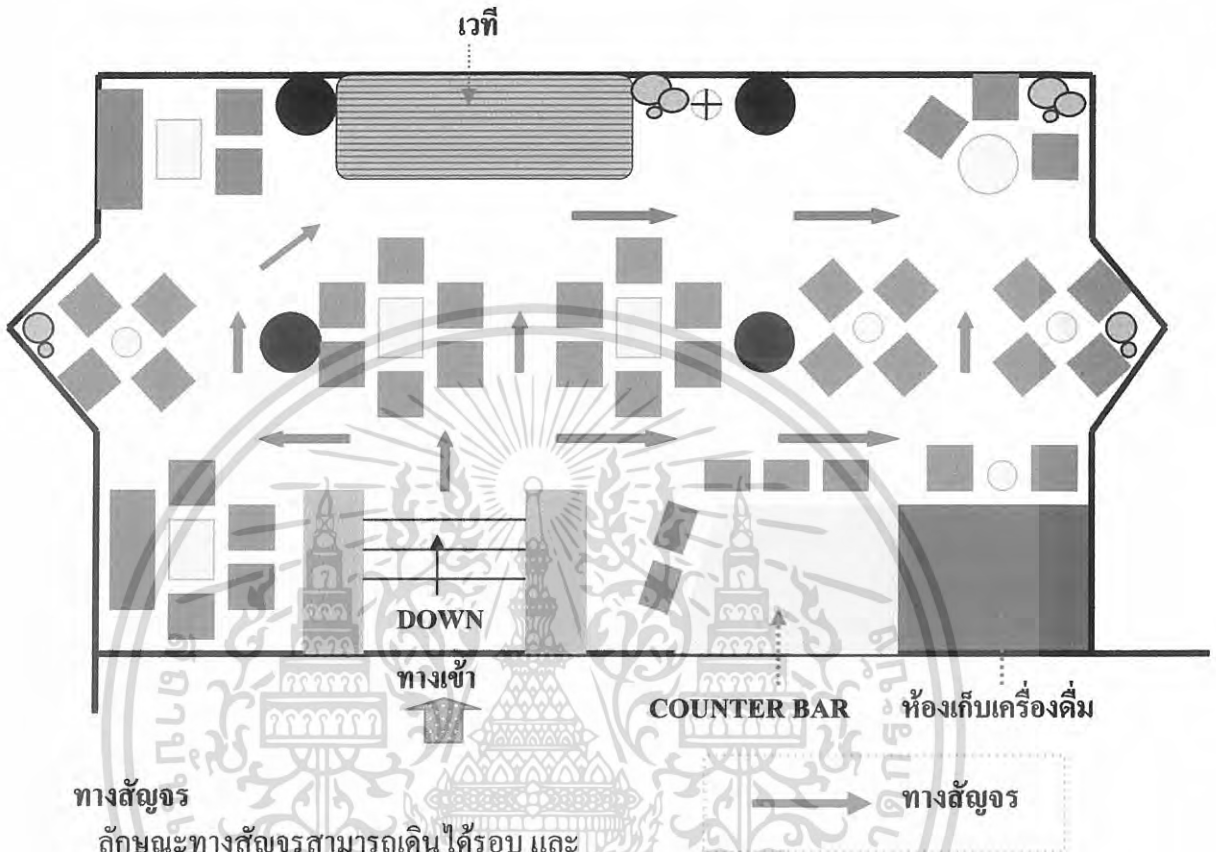 เวที
DOWN
ทางเข้า
COUNTER BAR
ห้องเก็บเครื่องดื่ม
ทางสัญจร
ทางสัญจร
ลักษณะทางสัญจรสามารถเดินได้รอบ และ